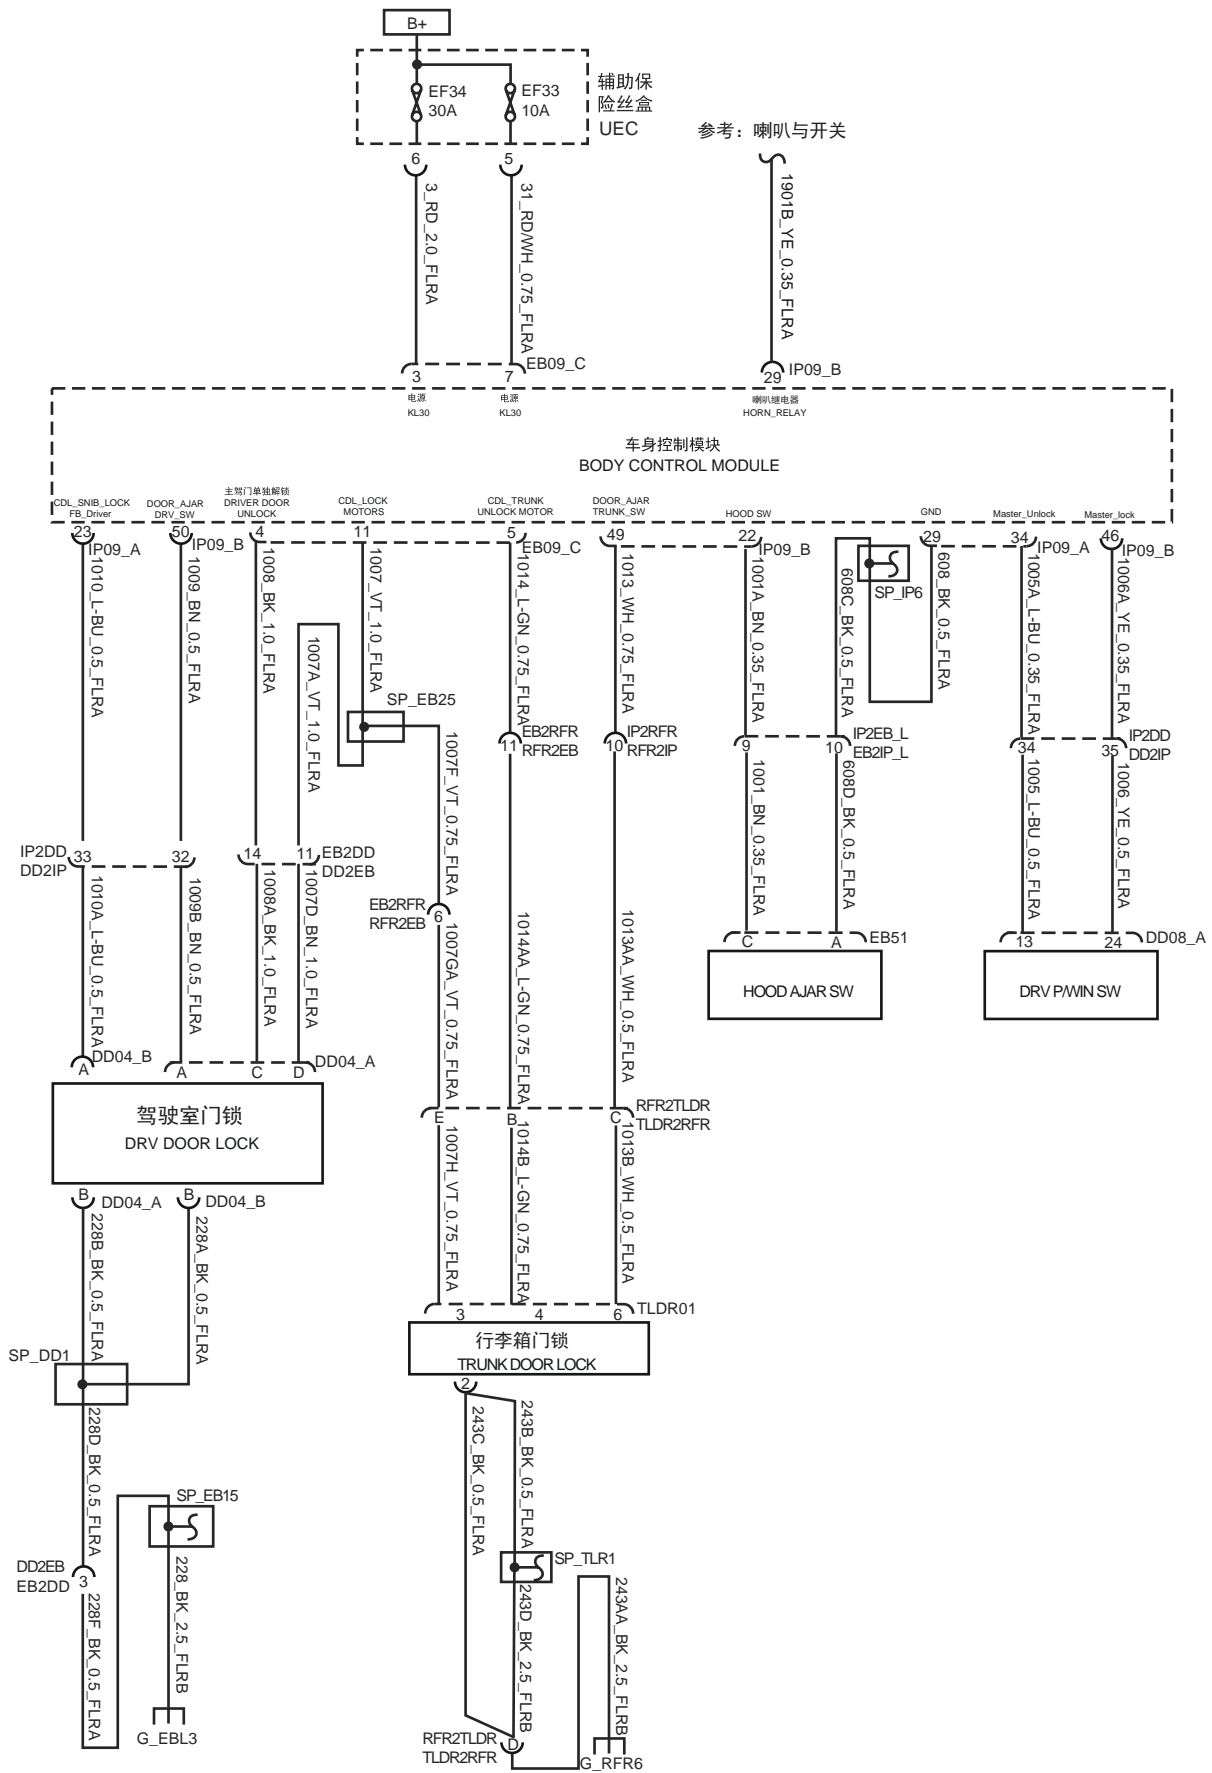 B+
EF34
30A
EF33
10A
辅助保
险丝盒
UEC
参考：喇叭与开关
6
5
3_RD_2.0_FLRA
31_RD/WH_0.75_FLRA
1901B_YE_0.35_FLRA
3
7
EB09_C
29
IP09_B
电源
KL30
电源
KL30
喇叭继电器
HORN_RELAY
车身控制模块
BODY CONTROL MODULE
CDL_SNIB_LOCK
FB_Driver
DOOR_AJAR
DRV_SW
主驾门单独解锁
DRIVER DOOR
UNLOCK
CDL_LOCK
MOTORS
CDL_TRUNK
UNLOCK MOTOR
DOOR_AJAR
TRUNK_SW
HOOD SW
GND
Master_Unlock
Master_lock
23
IP09_A
50
IP09_B
4
11
5
EB09_C
49
22
IP09_B
29
34
IP09_A
46
IP09_B
1010_L-BU_0.5_FLRA
1009_BN_0.5_FLRA
1008_BK_1.0_FLRA
1007A_VT_1.0_FLRA
1007_VT_1.0_FLRA
1014_L-GN_0.75_FLRA
1013_WH_0.75_FLRA
1001A_BN_0.35_FLRA
608C_BK_0.5_FLRA
SP_IP6
608_BK_0.5_FLRA
1005A_L-BU_0.35_FLRA
1006A_YE_0.35_FLRA
SP_EB25
1007F_VT_0.75_FLRA
11
EB2RFR
RFR2EB
10
IP2RFR
RFR2IP
9
10
IP2EB_L
EB2IP_L
34
35
IP2DD
DD2IP
1001_BN_0.35_FLRA
608D_BK_0.5_FLRA
1005_L-BU_0.5_FLRA
1006_YE_0.5_FLRA
IP2DD
DD2IP
33
32
14
11
EB2DD
DD2EB
1010A_L-BU_0.5_FLRA
1009B_BN_0.5_FLRA
1008A_BK_1.0_FLRA
1007D_BN_1.0_FLRA
EB2RFR
RFR2EB
6
1007GA_VT_0.75_FLRA
1014AA_L-GN_0.75_FLRA
1013AA_WH_0.5_FLRA
C
A
EB51
HOOD AJAR SW
13
24
DD08_A
DRV P/WIN SW
A
DD04_B
A
C
D
DD04_A
驾驶室门锁
DRV DOOR LOCK
E
B
C
RFR2TLDR
TLDR2RFR
1007H_VT_0.75_FLRA
1014B_L-GN_0.75_FLRA
1013B_WH_0.5_FLRA
B
DD04_A
B
DD04_B
228B_BK_0.5_FLRA
228A_BK_0.5_FLRA
3
4
6
TLDR01
行李箱门锁
TRUNK DOOR LOCK
2
SP_DD1
228D_BK_0.5_FLRA
243C_BK_0.5_FLRA
243B_BK_0.5_FLRA
SP_EB15
SP_TLR1
DD2EB
EB2DD
3
228F_BK_0.5_FLRA
228_BK_2.5_FLRB
243D_BK_2.5_FLRB
243AA_BK_2.5_FLRB
G_EBL3
RFR2TLDR
TLDR2RFR
D
G_RFR6